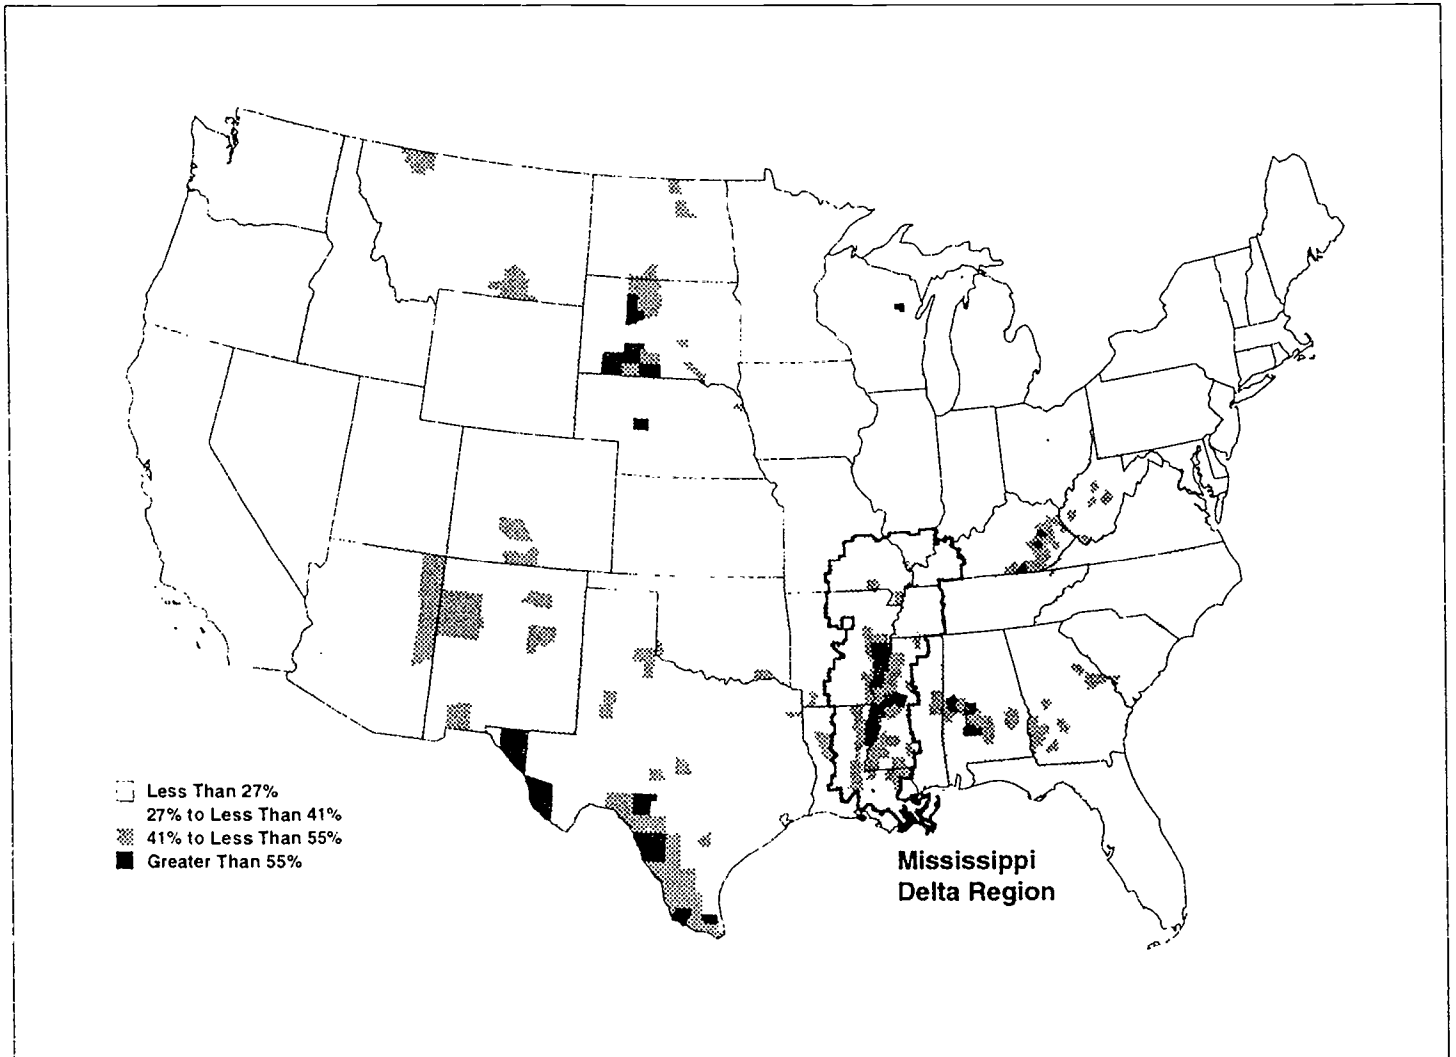 Less Than 27%
27% to Less Than 41%
41% to Less Than 55%
Greater Than 55%
Mississippi
Delta Region